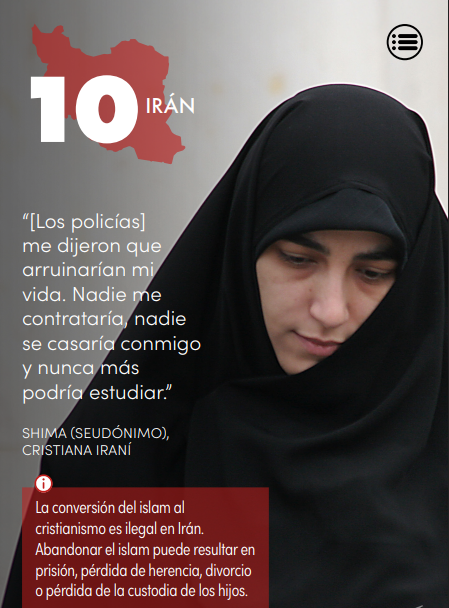 10 IRÁN
“[Los policías]
me dijeron que
arruinarían mi
vida. Nadie me
contrataría, nadie
se casaría conmigo
y nunca más
podría estudiar.”
SHIMA (SEUDÓNIMO),
CRISTIANA IRANÍ
i
La conversión del islam al
cristianismo es ilegal en Irán.
Abandonar el islam puede resultar en
prisión, pérdida de herencia, divorcio
o pérdida de la custodia de los hijos.